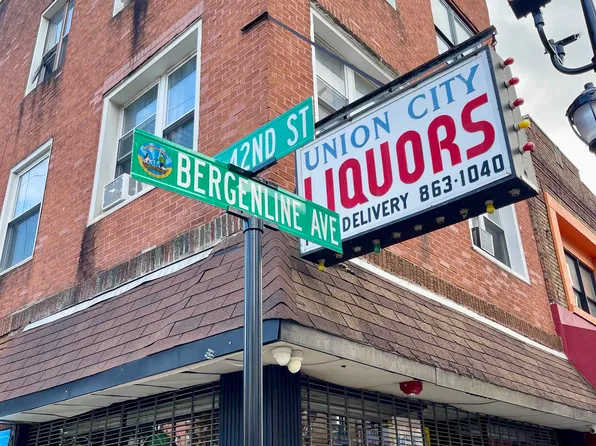 42ND ST
BERGENLINE AVE
UNION CITY
LIQUORS
DELIVERY 863-1040